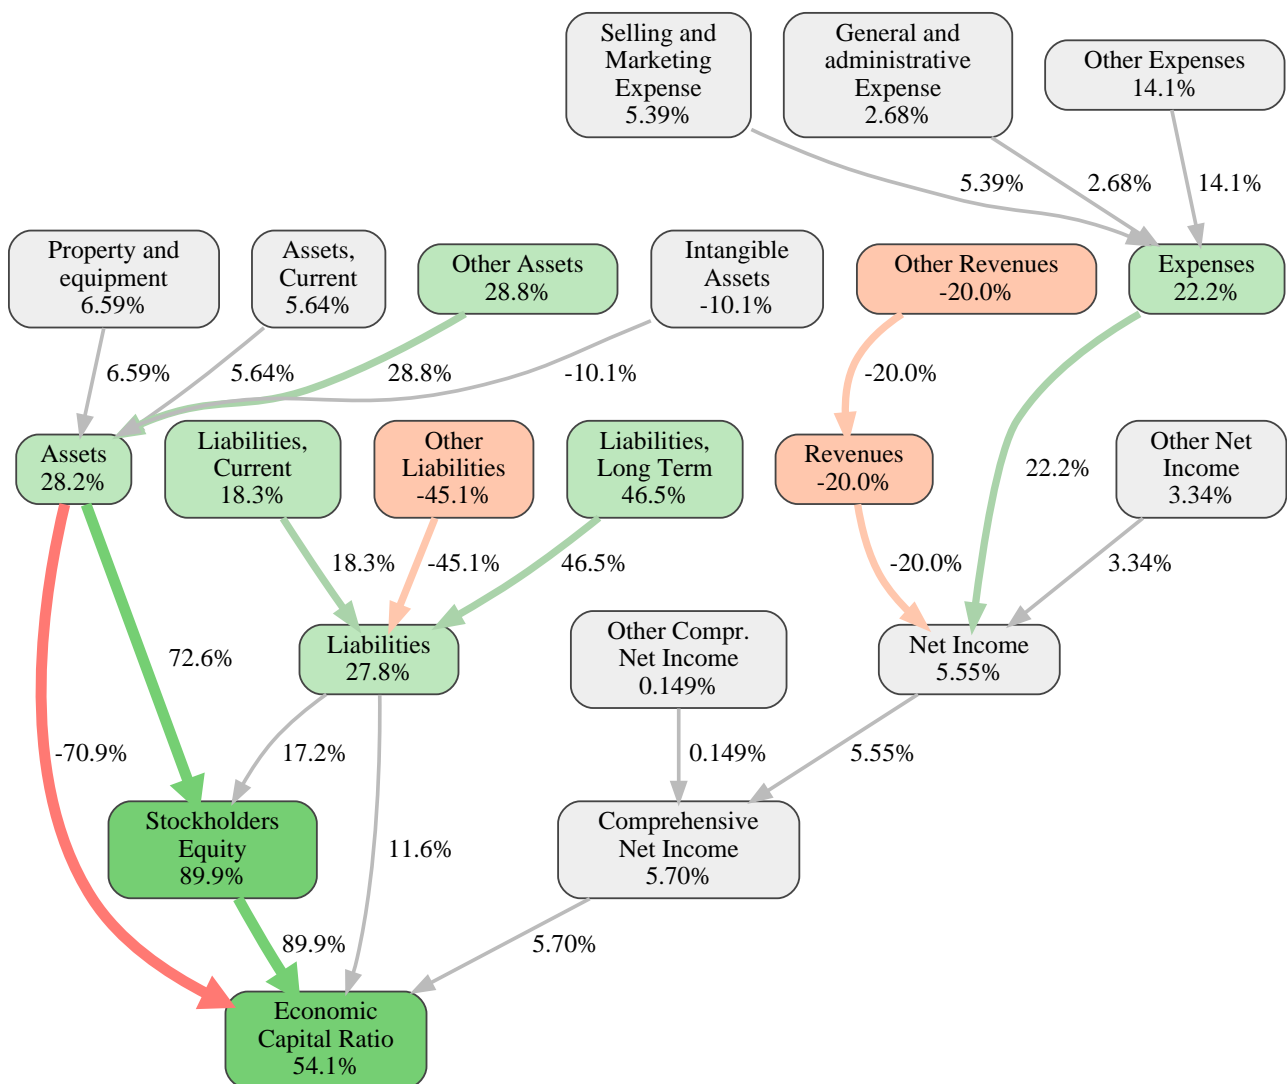 Selling and
Marketing
Expense
5.39%
General and
administrative
Expense
2.68%
Other Expenses
14.1%
5.39%
2.68%
14.1%
Property and
equipment
6.59%
Assets,
Current
5.64%
Other Assets
28.8%
Intangible
Assets
-10.1%
Other Revenues
-20.0%
Expenses
22.2%
6.59%
5.64%
28.8%
-10.1%
-20.0%
22.2%
Assets
28.2%
Liabilities,
Current
18.3%
Other
Liabilities
-45.1%
Liabilities,
Long Term
46.5%
Revenues
-20.0%
Other Net
Income
3.34%
18.3%
-45.1%
46.5%
-20.0%
3.34%
72.6%
Liabilities
27.8%
Other Compr.
Net Income
0.149%
Net Income
5.55%
-70.9%
17.2%
0.149%
5.55%
Stockholders
Equity
89.9%
11.6%
Comprehensive
Net Income
5.70%
89.9%
5.70%
Economic
Capital Ratio
54.1%